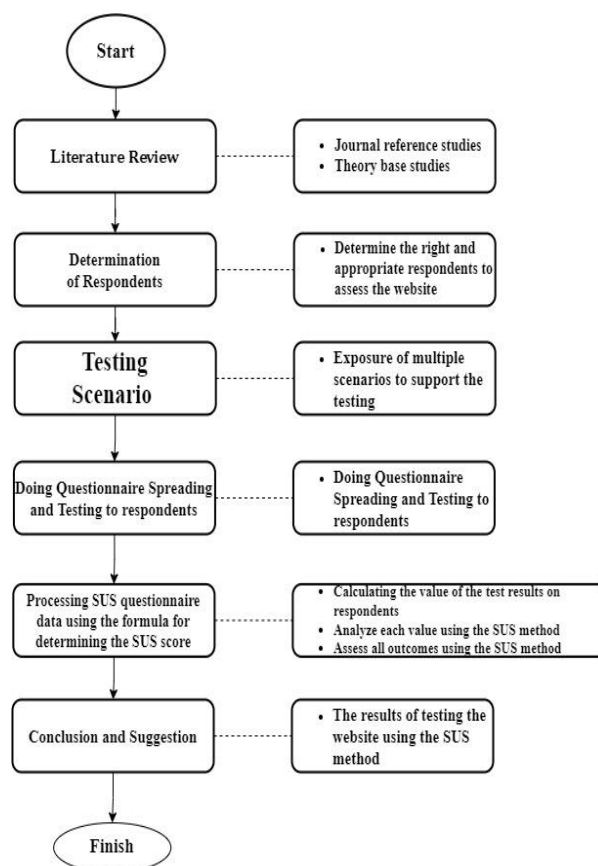 Start
Literature Review
• Journal reference studies
• Theory base studies
Determination
of Respondents
• Determine the right and
appropriate respondents to
assess the website
Testing
Scenario
• Exposure of multiple
scenarios to support the
testing
Doing Questionnaire Spreading
and Testing to respondents
• Doing Questionnaire
Spreading and Testing to
respondents
Processing SUS questionnaire
data using the formula for
determining the SUS score
• Calculating the value of the test results on
respondents
• Analyze each value using the SUS method
• Assess all outcomes using the SUS method
Conclusion and Suggestion
• The results of testing the
website using the SUS
method
Finish